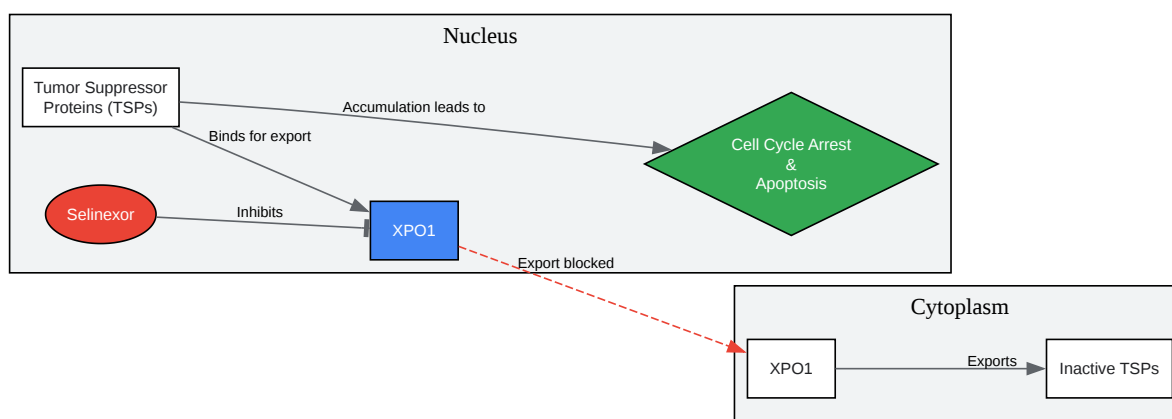 Nucleus
Tumor Suppressor
Proteins (TSPs)
Accumulation leads to
Binds for export
Cell Cycle Arrest
&
Apoptosis
Selinexor
Inhibits
XPO1
Export blocked
Cytoplasm
XPO1
Exports
Inactive TSPs